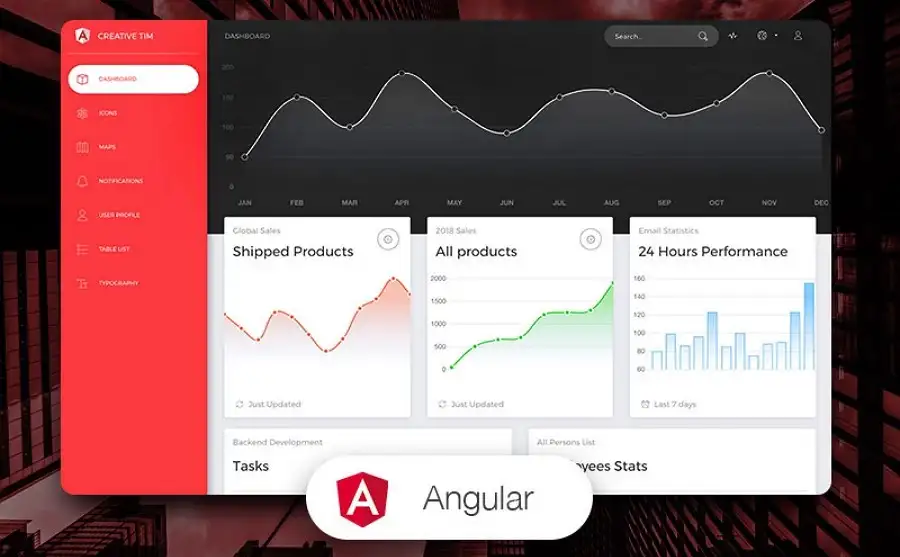 CREATIVE TIM
DASHBOARD
Search...
DASHBOARD
ICONS
MAPS
NOTIFICATIONS
USER PROFILE
TABLE LIST
TYPOGRAPHY
200
150
100
50
0
JAN FEB MAR APR MAY JUN JUL AUG SEP OCT NOV DEC
Global Sales
Shipped Products
Just Updated
2018 Sales
All products
2000
1500
1000
500
0
Just Updated
Email Statistics
24 Hours Performance
160
140
120
100
80
60
Last 7 days
Backend Development
Tasks
All Persons List
yees Stats
A Angular